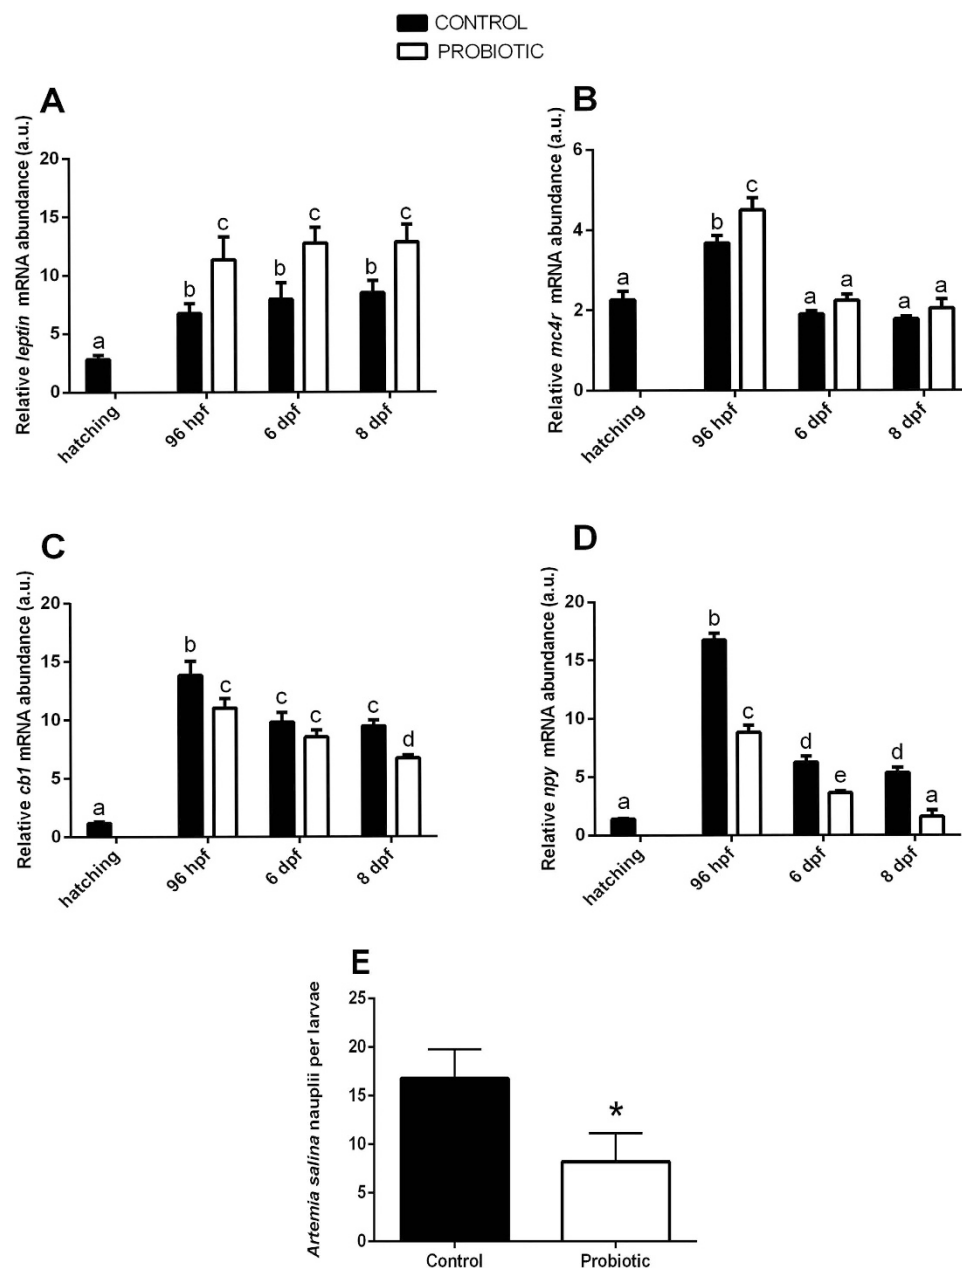 CONTROL
PROBIOTIC
A
Relative leptin mRNA abundance (a.u.)
20
15
10
5
0
a
b
c
b
c
b
c
hatching
96 hpf
6 dpf
8 dpf
B
Relative mc4r mRNA abundance (a.u.)
6
4
2
0
a
b
c
a
a
a
a
hatching
96 hpf
6 dpf
8 dpf
C
Relative cb1 mRNA abundance (a.u.)
20
15
10
5
0
a
b
c
c
c
c
d
hatching
96 hpf
6 dpf
8 dpf
D
Relative npy mRNA abundance (a.u.)
20
15
10
5
0
a
b
c
d
e
d
a
hatching
96 hpf
6 dpf
8 dpf
E
Artemia salina nauplii per larvae
25
20
15
10
5
0
*
Control
Probiotic